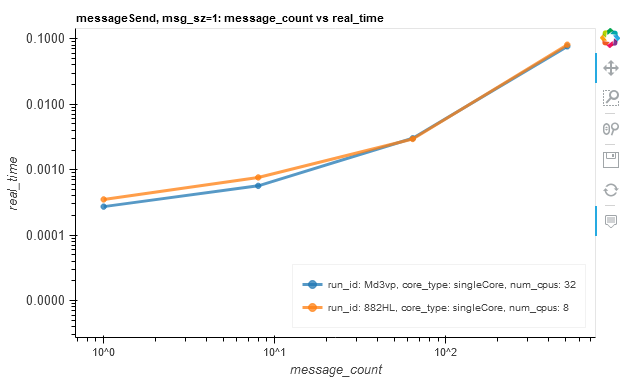 messageSend, msg_sz=1: message_count vs real_time
0.1000
0.0100
0.0010
0.0001
0.0000
real_time
run_id: Md3vp, core_type: singleCore, num_cpus: 32
run_id: 882HL, core_type: singleCore, num_cpus: 8
10^0
10^1
10^2
message_count